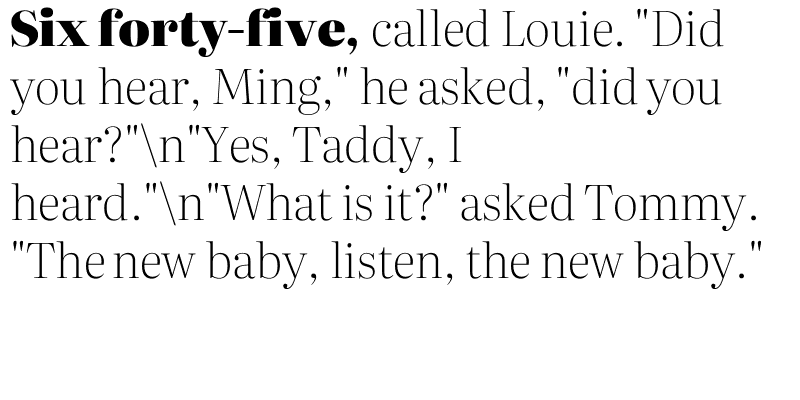 Six forty-five, called Louie. "Did
you hear, Ming," he asked, "did you
hear?"\n"Yes, Taddy, I
heard."\n"What is it?" asked Tommy.
"The new baby, listen, the new baby."